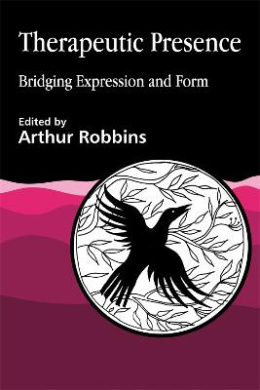 Therapeutic Presence
Bridging Expression and Form
Edited by
Arthur Robbins